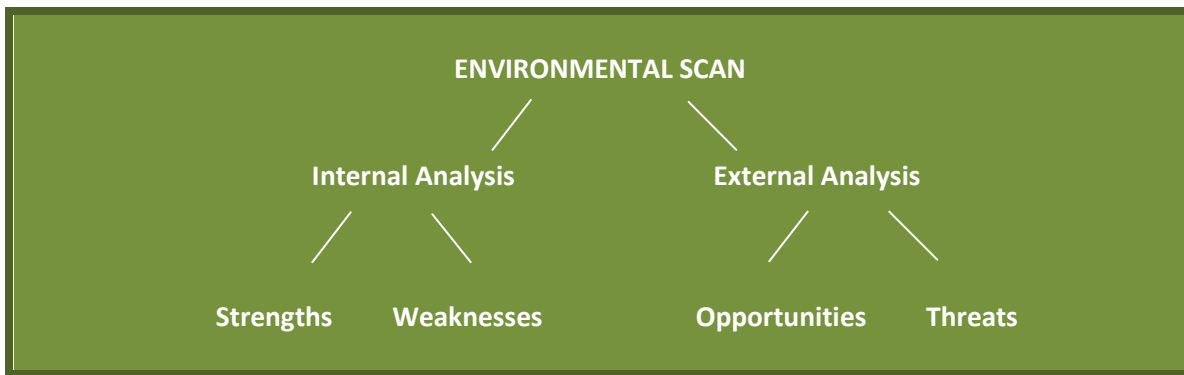 ENVIRONMENTAL SCAN
Internal Analysis External Analysis
Strengths Weaknesses Opportunities Threats